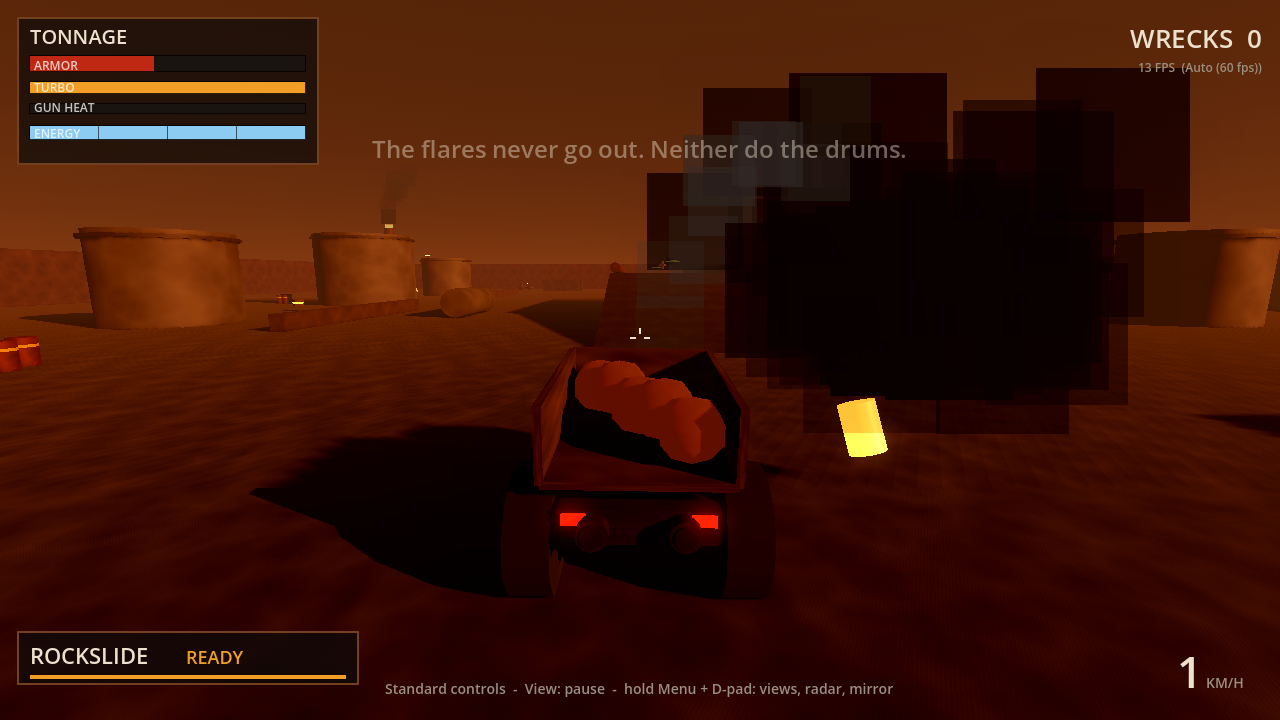 TONNAGE
ARMOR
TURBO
GUN HEAT
ENERGY
WRECKS 0
13 FPS (Auto (60 fps))
The flares never go out. Neither do the drums.
ROCKSLIDE READY
Standard controls - View: pause - hold Menu + D-pad: views, radar, mirror
1 KM/H